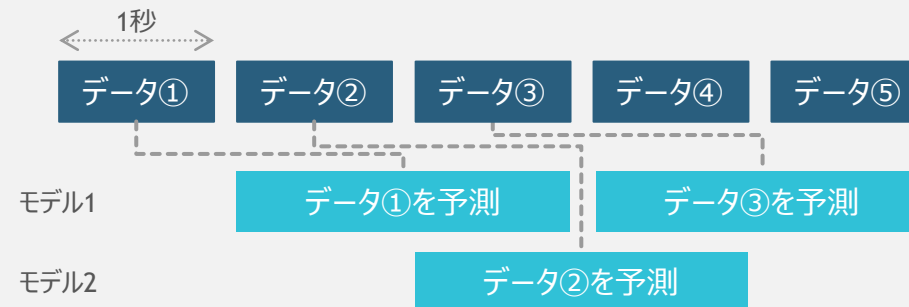 1秒
データ① データ② データ③ データ④ データ⑤
モデル1 データ①を予測 データ③を予測
モデル2 データ②を予測